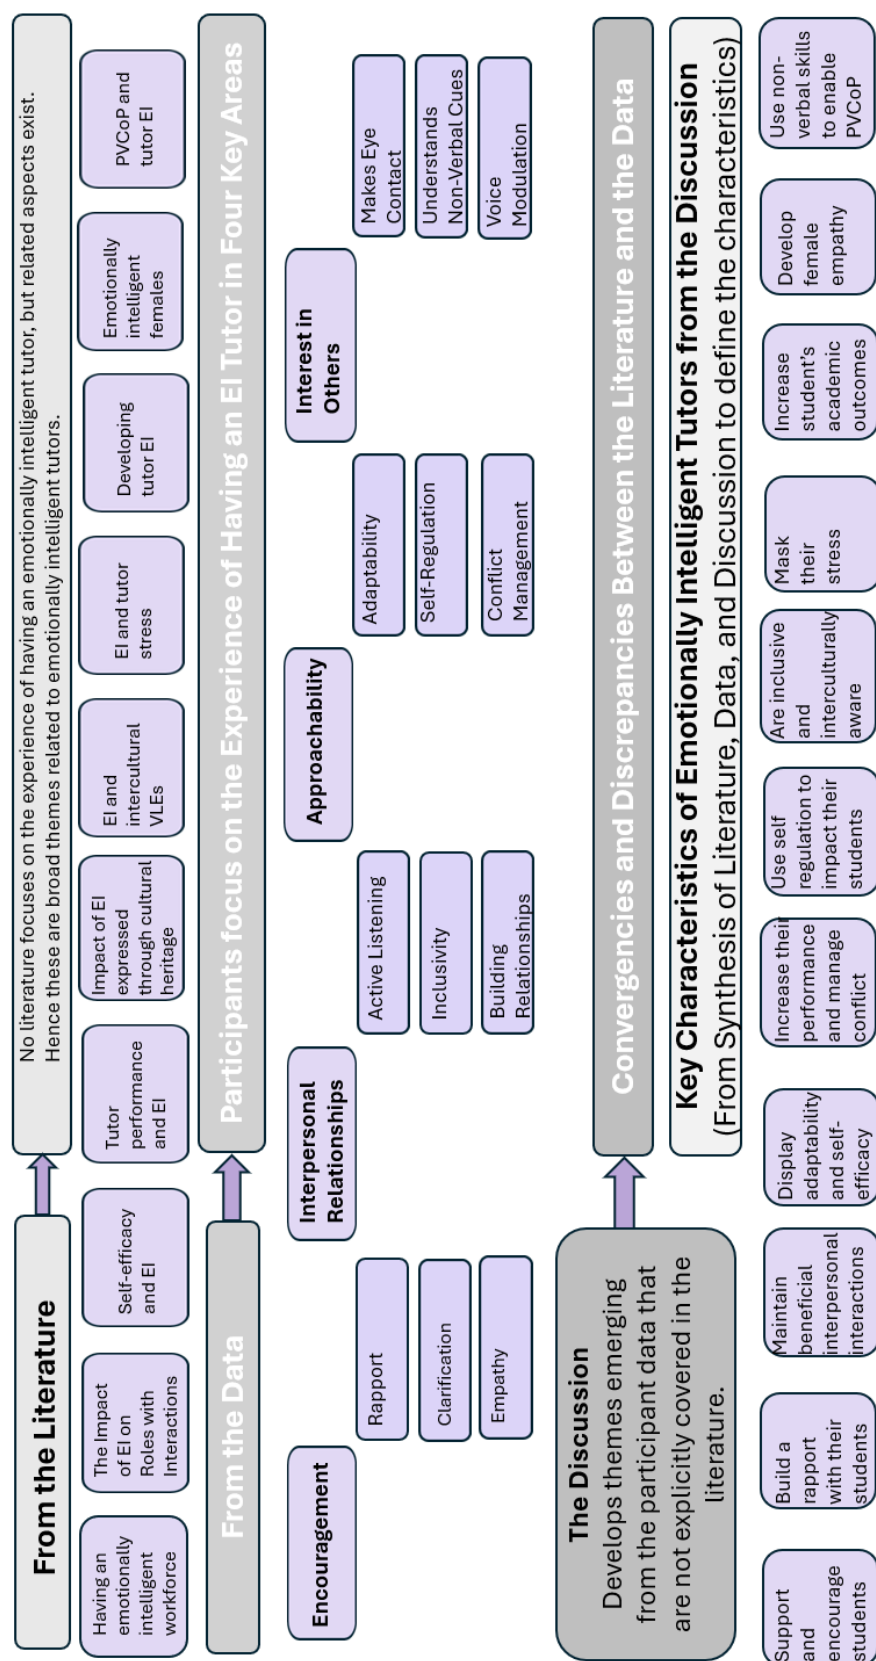 From the Literature
No literature focuses on the experience of having an emotionally intelligent tutor, but related aspects exist.
Hence these are broad themes related to emotionally intelligent tutors.
Having an
emotionally
intelligent
workforce
The Impact
of EI on
Roles with
Interactions
Self-efficacy
and EI
Tutor
performance
and EI
Impact of EI
expressed
through cultural
heritage
EI and
intercultural
VLEs
EI and tutor
stress
Developing
tutor EI
Emotionally
intelligent
females
PVCoP and
tutor EI
From the Data
Participants focus on the Experience of Having an EI Tutor in Four Key Areas
Encouragement
Rapport
Clarification
Empathy
Interpersonal
Relationships
Active Listening
Inclusivity
Building
Relationships
Approachability
Adaptability
Self-Regulation
Conflict
Management
Interest in
Others
Makes Eye
Contact
Understands
Non-Verbal Cues
Voice
Modulation
The Discussion
Develops themes emerging
from the participant data that
are not explicitly covered in the
literature.
Convergencies and Discrepancies Between the Literature and the Data
Key Characteristics of Emotionally Intelligent Tutors from the Discussion
(From Synthesis of Literature, Data, and Discussion to define the characteristics)
Support
and
encourage
students
Build a
rapport
with their
students
Maintain
beneficial
interpersonal
interactions
Display
adaptability
and self-
efficacy
Increase their
performance
and manage
conflict
Use self
regulation to
impact their
students
Are inclusive
and
interculturally
aware
Mask
their
stress
Increase
student's
academic
outcomes
Develop
female
empathy
Use non-
verbal skills
to enable
PVCoP